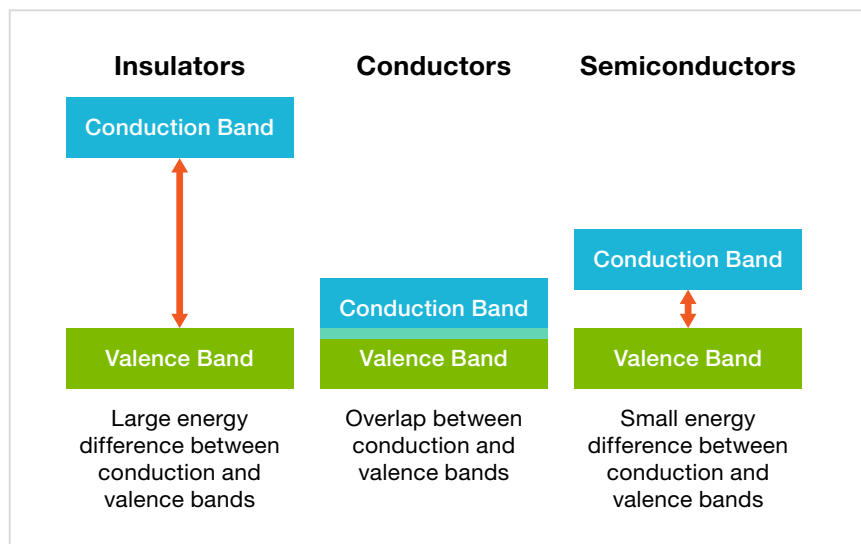 Insulators
Conduction Band
Valence Band
Large energy
difference between
conduction and
valence bands
Conductors
Conduction Band
Valence Band
Overlap between
conduction and
valence bands
Semiconductors
Conduction Band
Valence Band
Small energy
difference between
conduction and
valence bands